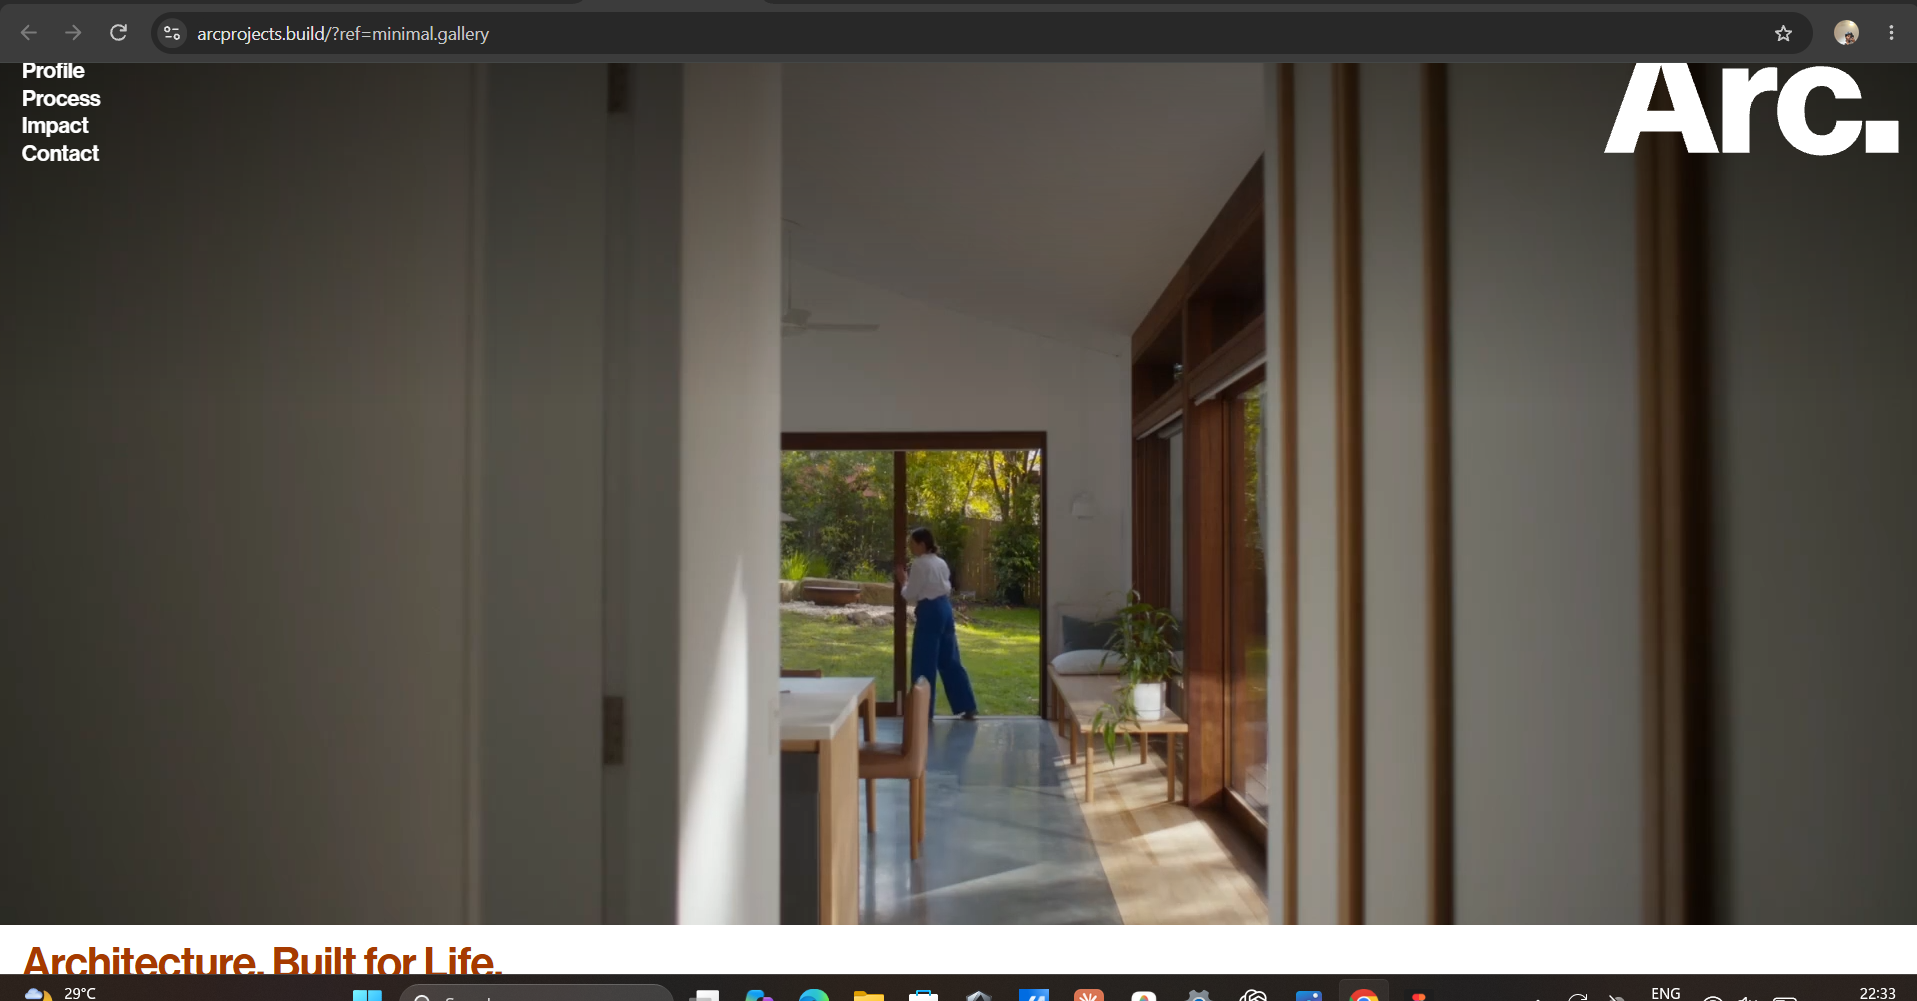 arcprojects.build/?ref=minimal.gallery
Profile
Process
Impact
Contact
Arc.
Architecture. Built for Life.
29°C
ENG
22:33